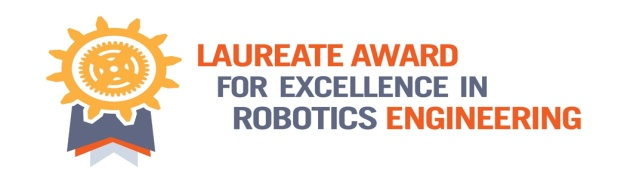 LAUREATE AWARD
FOR EXCELLENCE IN
ROBOTICS ENGINEERING